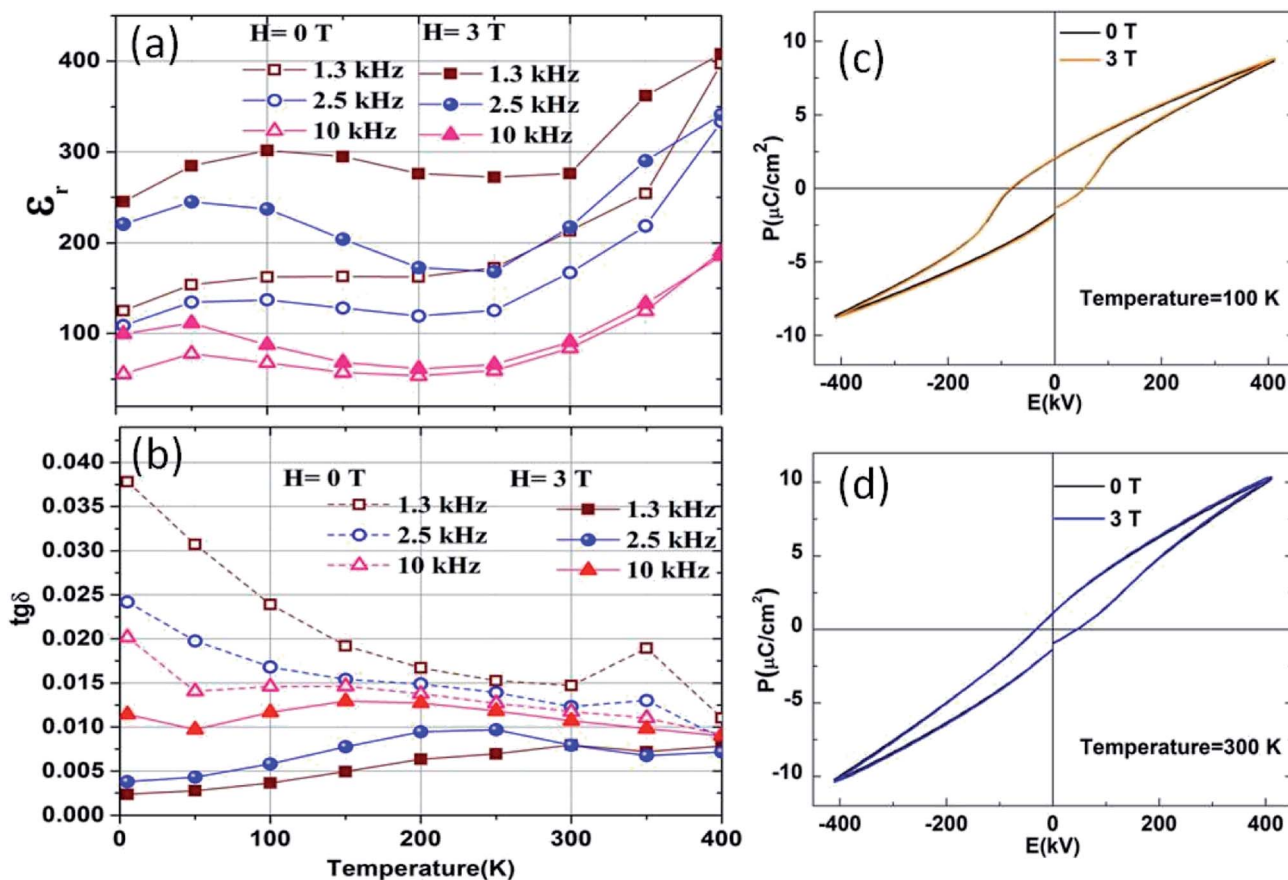 (a)
H= 0 T
H= 3 T
1.3 kHz
1.3 kHz
2.5 kHz
2.5 kHz
10 kHz
10 kHz
400
300
200
100
εr
(b)
H= 0 T
H= 3 T
1.3 kHz
1.3 kHz
2.5 kHz
2.5 kHz
10 kHz
10 kHz
0.040
0.035
0.030
0.025
0.020
0.015
0.010
0.005
0.000
tgδ
0
100
200
300
400
Temperature(K)
(c)
0 T
3 T
10
5
0
-5
-10
P(μC/cm²)
Temperature=100 K
-400
-200
0
200
400
E(kV)
(d)
0 T
3 T
10
5
0
-5
-10
P(μC/cm²)
Temperature=300 K
-400
-200
0
200
400
E(kV)